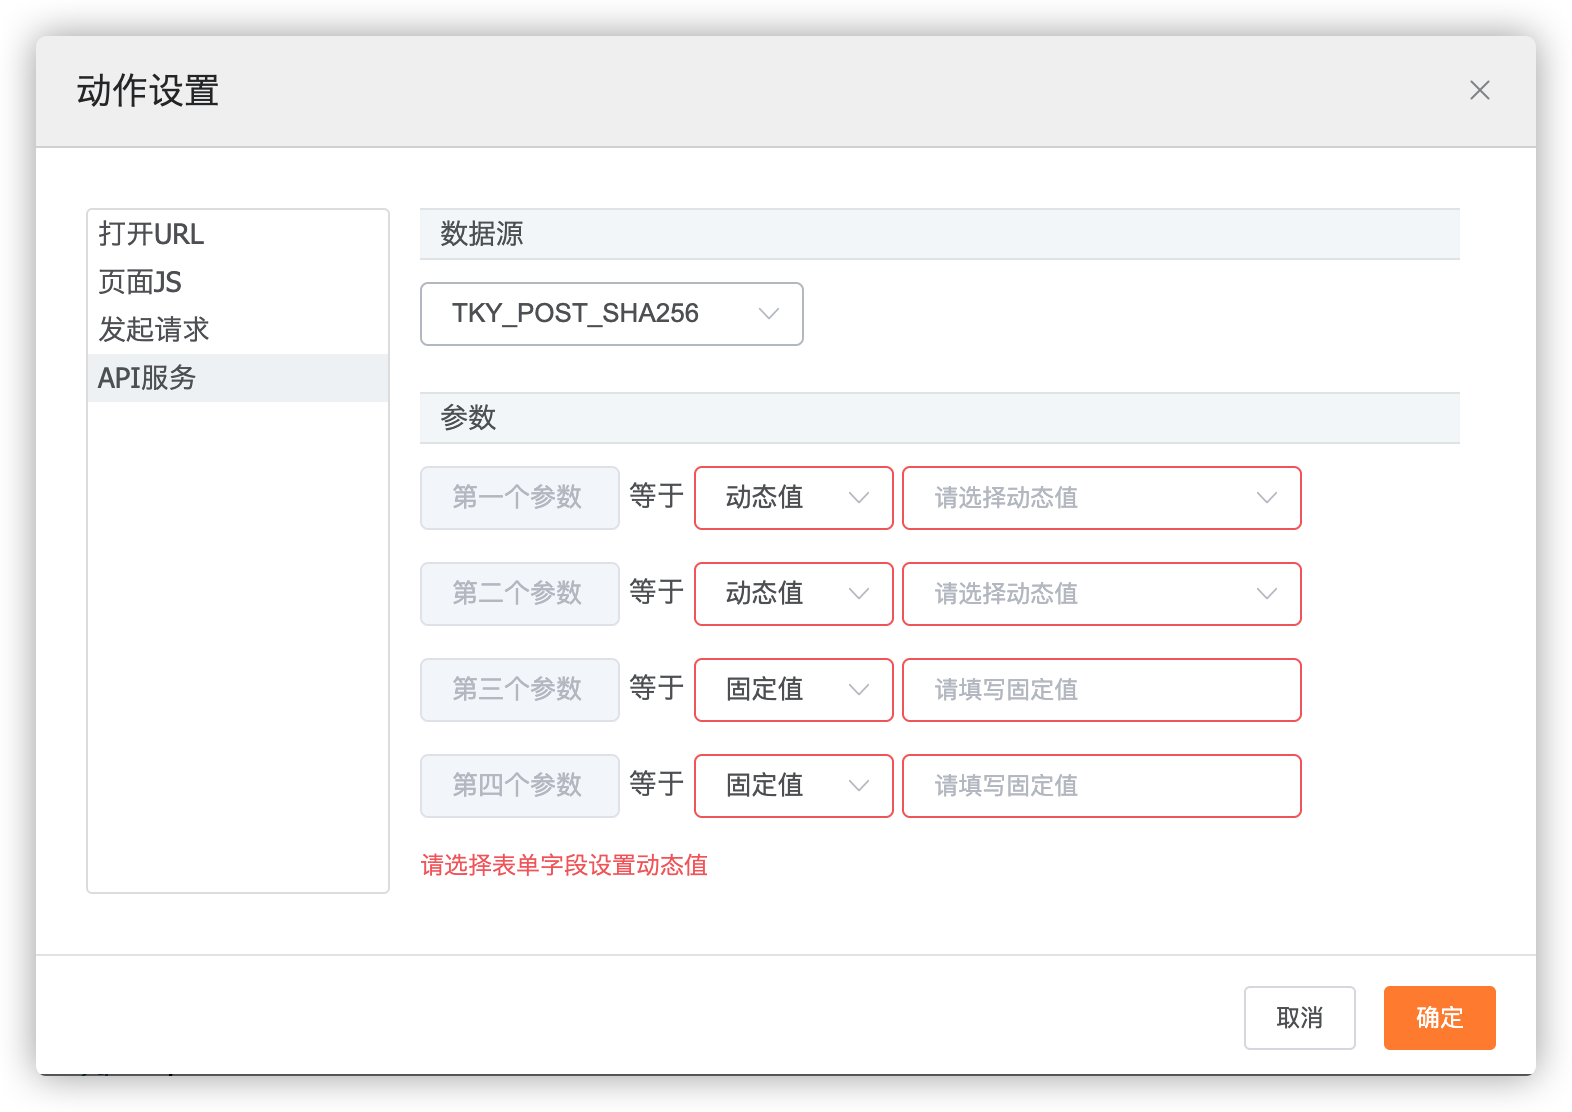 动作设置
打开URL
页面JS
发起请求
API服务
数据源
TKY_POST_SHA256
参数
第一个参数 等于 动态值 请选择动态值
第二个参数 等于 动态值 请选择动态值
第三个参数 等于 固定值 请填写固定值
第四个参数 等于 固定值 请填写固定值
请选择表单字段设置动态值
取消 确定